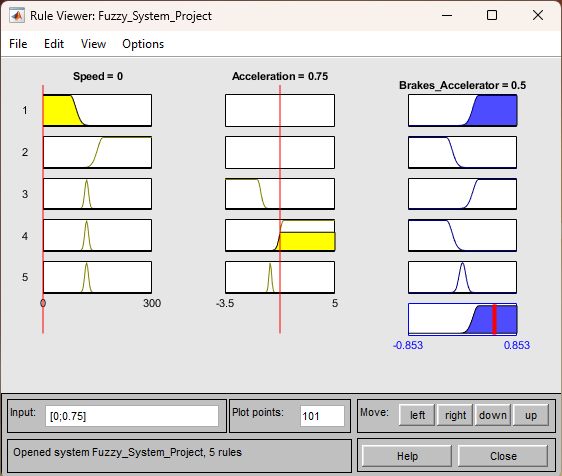 Rule Viewer: Fuzzy_System_Project
File Edit View Options
Speed = 0 Acceleration = 0.75 Brakes_Accelerator = 0.5
1
2
3
4
5
0 300 -3.5 5
-0.853 0.853
Input: [0;0.75] Plot points: 101 Move: left right down up
Opened system Fuzzy_System_Project, 5 rules Help Close